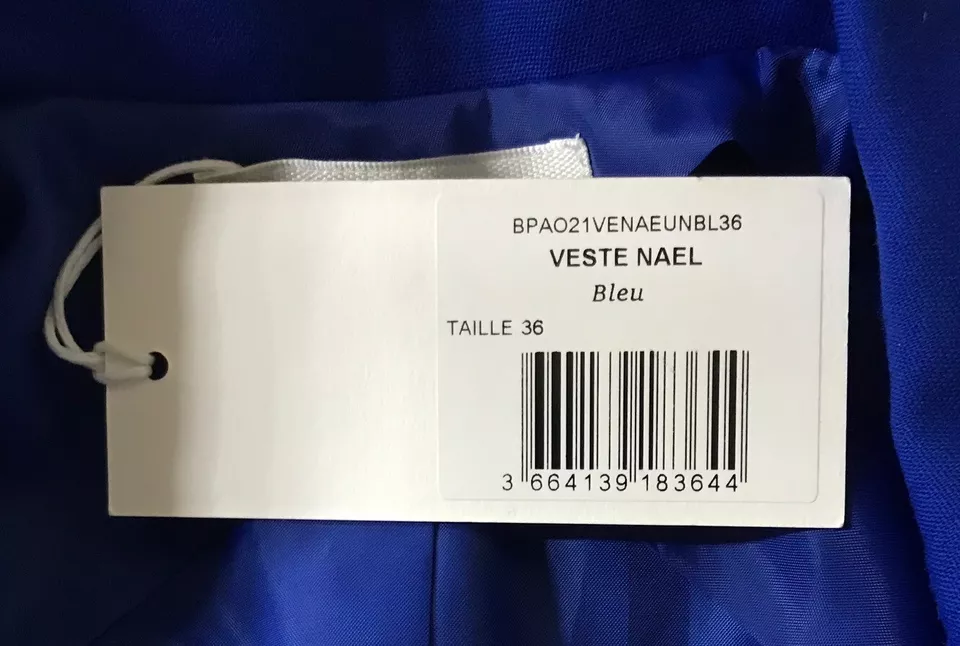 BPAO21VENAEUNBL36
VESTE NAEL
Bleu
TAILLE 36
3 664139 183644